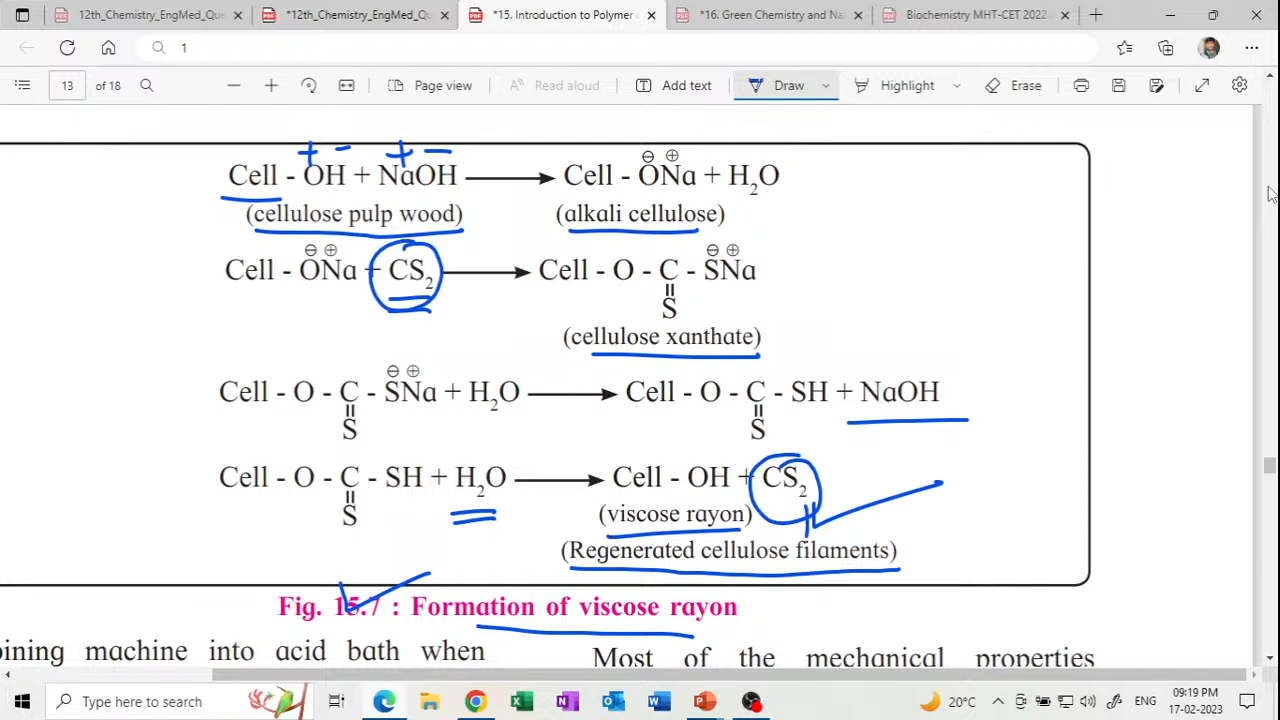 12th_Chemistry_EngMed_Que
*12th_Chemistry_EngMed_Qu
*15. Introduction to Polymer
*16. Green Chemistry and Na
Biochemistry MHT-CET 2022
1
13 of 18
Page view
Read aloud
Add text
Draw
Highlight
Erase
+ - + -
⊖ ⊕
Cell - OH + NaOH ⟶ Cell - ONa + H₂O
(cellulose pulp wood) (alkali cellulose)
⊖ ⊕ ⊖ ⊕
Cell - ONa + CS₂ ⟶ Cell - O - C - SNa
॥
S
(cellulose xanthate)
⊖ ⊕
Cell - O - C - SNa + H₂O ⟶ Cell - O - C - SH + NaOH
॥ ॥
S S
Cell - O - C - SH + H₂O ⟶ Cell - OH + CS₂
॥
S
(viscose rayon)
(Regenerated cellulose filaments)
Fig. 15.7 : Formation of viscose rayon
ining machine into acid bath when
Most of the mechanical properties
Type here to search
20°C
ENG
09:19 PM
17-02-2023